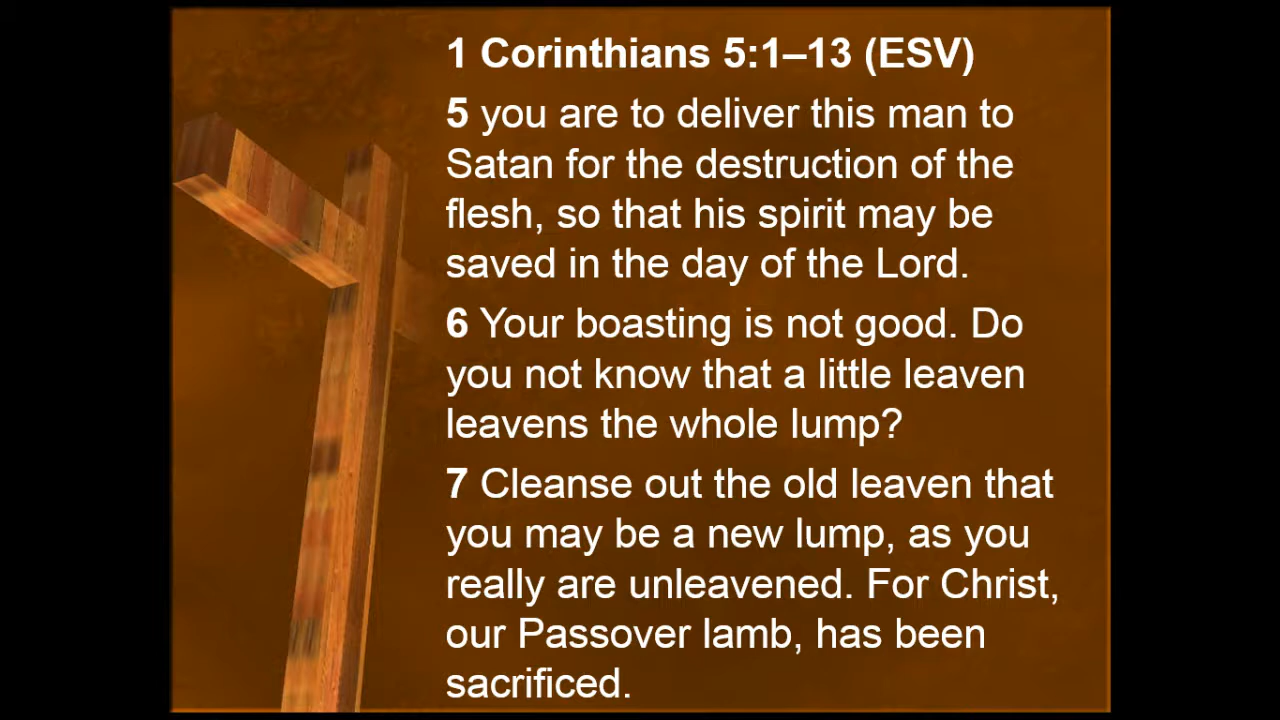 1 Corinthians 5:1–13 (ESV)
5 you are to deliver this man to
Satan for the destruction of the
flesh, so that his spirit may be
saved in the day of the Lord.
6 Your boasting is not good. Do
you not know that a little leaven
leavens the whole lump?
7 Cleanse out the old leaven that
you may be a new lump, as you
really are unleavened. For Christ,
our Passover lamb, has been
sacrificed.